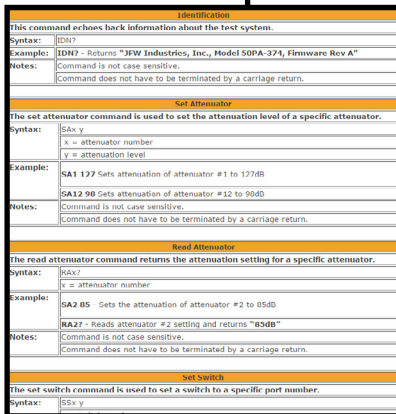 Identification
This command echoes back information about the test system.
Syntax: IDN?
Example: IDN? - Returns "JFW Industries, Inc., Model 50PA-374, Firmware Rev A"
Notes: Command is not case sensitive.
Command does not have to be terminated by a carriage return.
Set Attenuator
The set attenuator command is used to set the attenuation level of a specific attenuator.
Syntax: SAx y
x = attenuator number
y = attenuation level
Example:
SA1 127 Sets attenuation of attenuator #1 to 127dB
SA12 98 Sets attenuation of attenuator #12 to 98dB
Notes: Command is not case sensitive.
Command does not have to be terminated by a carriage return.
Read Attenuator
The read attenuator command returns the attenuation setting for a specific attenuator.
Syntax: RAx?
x = attenuator number
Example:
SA2 85 - Sets the attenuation of attenuator #2 to 85dB
RA2? - Reads attenuator #2 setting and returns "85dB"
Notes: Command is not case sensitive.
Command does not have to be terminated by a carriage return.
Set Switch
The set switch command is used to set a switch to a specific port number.
Syntax: SSx y